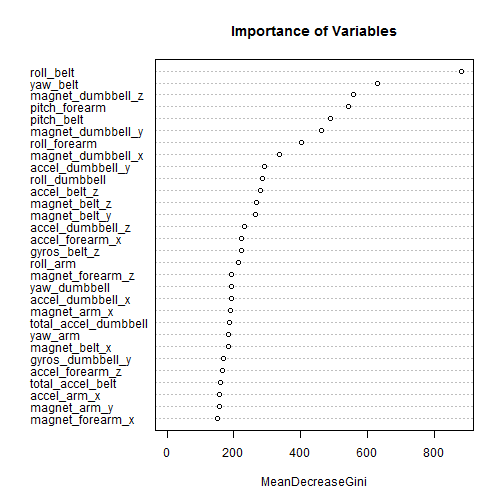 Importance of Variables
roll_belt
yaw_belt
magnet_dumbbell_z
pitch_forearm
pitch_belt
magnet_dumbbell_y
roll_forearm
magnet_dumbbell_x
accel_dumbbell_y
roll_dumbbell
accel_belt_z
magnet_belt_z
magnet_belt_y
accel_dumbbell_z
accel_forearm_x
gyros_belt_z
roll_arm
magnet_forearm_z
yaw_dumbbell
accel_dumbbell_x
magnet_arm_x
total_accel_dumbbell
yaw_arm
magnet_belt_x
gyros_dumbbell_y
accel_forearm_z
total_accel_belt
accel_arm_x
magnet_arm_y
magnet_forearm_x
0 200 400 600 800
MeanDecreaseGini